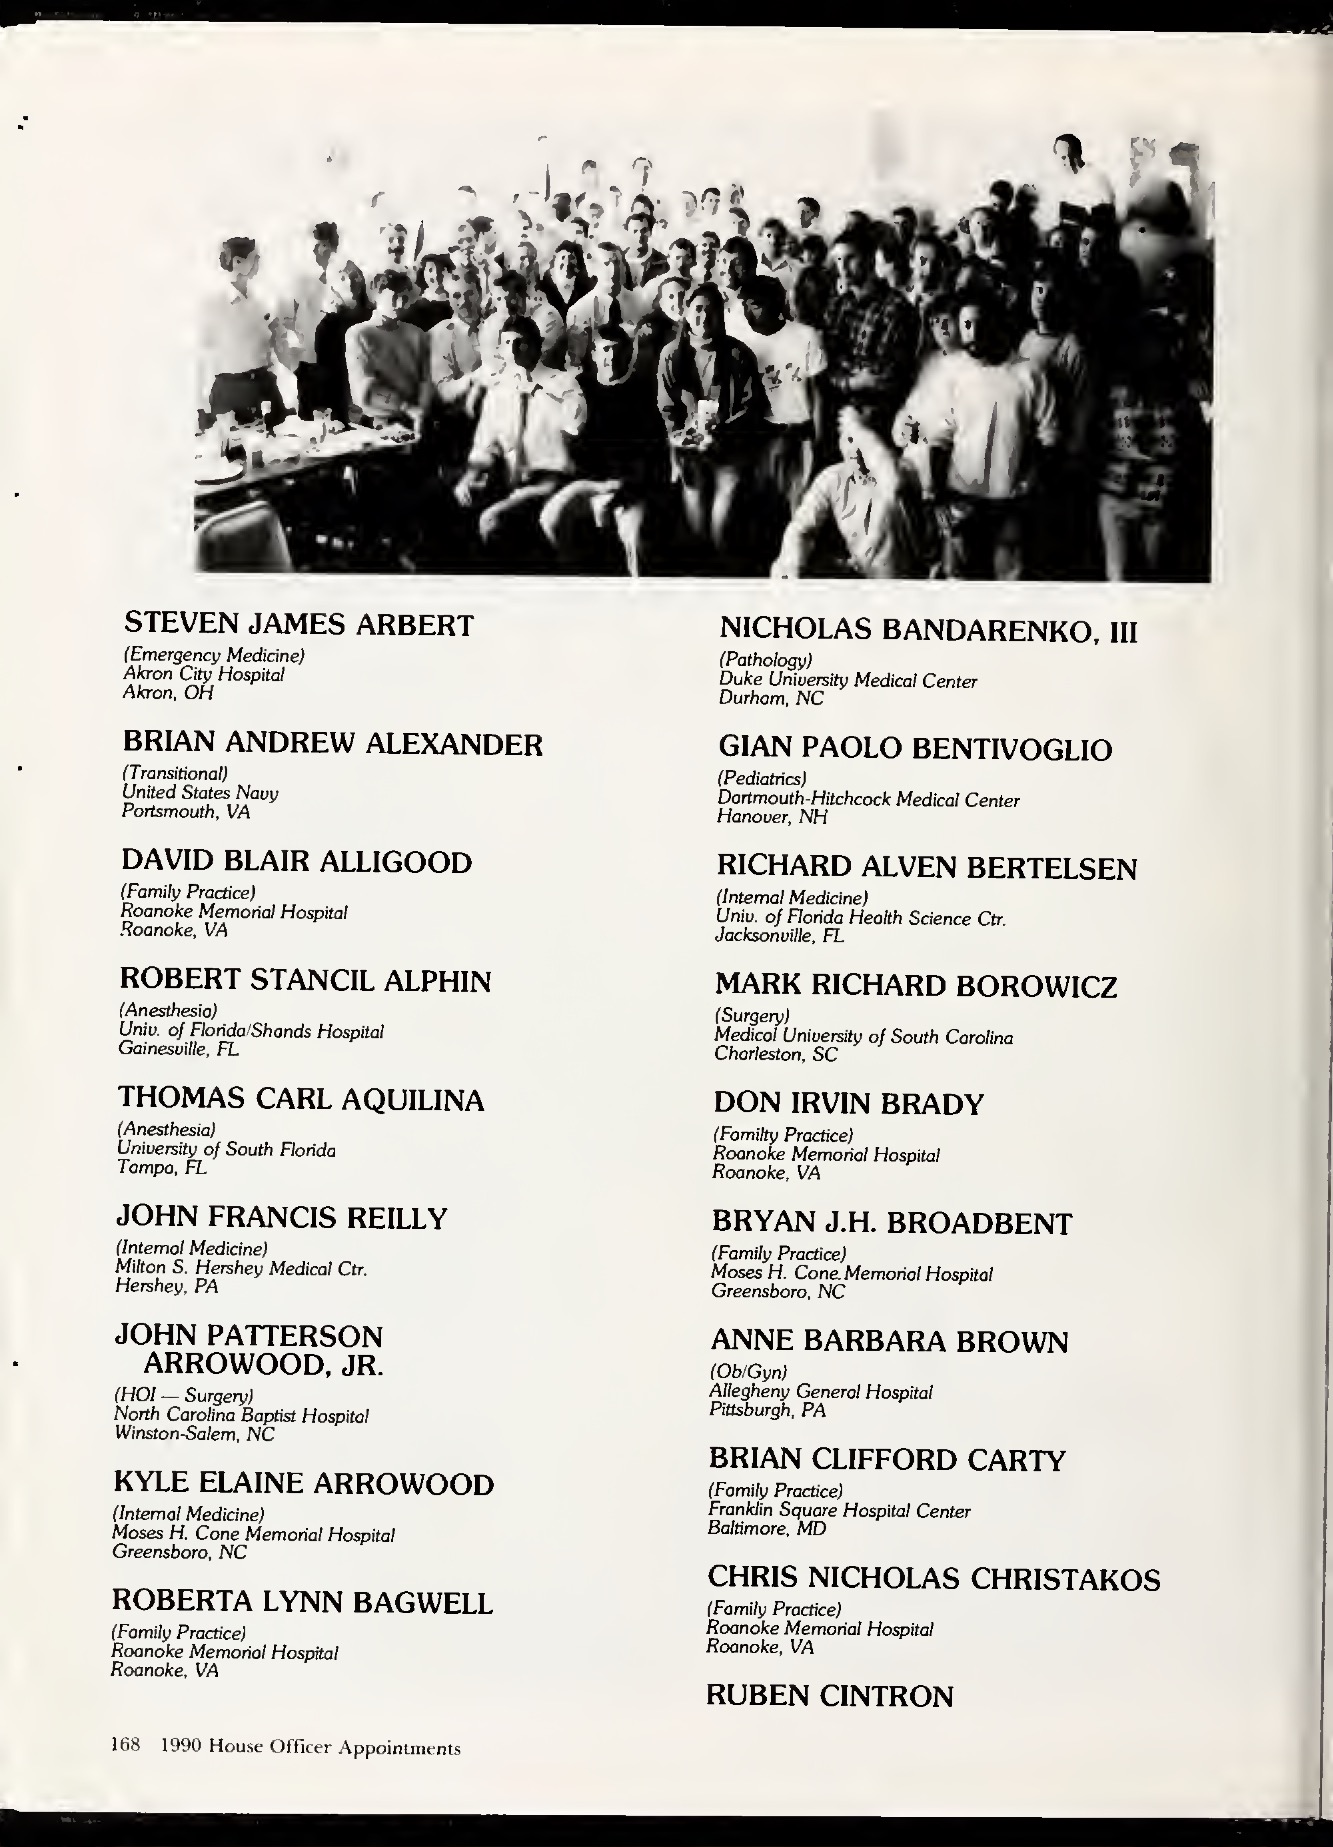 STEVEN JAMES ARBERT
(Emergency Medicine)
Akron City Hospital
Akron, OH
BRIAN ANDREW ALEXANDER
(Transitional)
United States Navy
Portsmouth, VA
DAVID BLAIR ALLIGOOD
(Family Practice)
Roanoke Memorial Hospital
Roanoke, VA
ROBERT STANCIL ALPHIN
(Anesthesia)
Univ. of Florida/Shands Hospital
Gainesville, FL
THOMAS CARL AQUILINA
(Anesthesia)
University of South Florida
Tampa, FL
JOHN FRANCIS REILLY
(Internal Medicine)
Milton S. Hershey Medical Ctr.
Hershey, PA
JOHN PATTERSON
ARROWOOD, JR.
(HOI — Surgery)
North Carolina Baptist Hospital
Winston-Salem, NC
KYLE ELAINE ARROWOOD
(Internal Medicine)
Moses H. Cone Memorial Hospital
Greensboro, NC
ROBERTA LYNN BAGWELL
(Family Practice)
Roanoke Memorial Hospital
Roanoke, VA
NICHOLAS BANDARENKO, III
(Pathology)
Duke University Medical Center
Durham, NC
GIAN PAOLO BENTIVOGLIO
(Pediatrics)
Dartmouth-Hitchcock Medical Center
Hanover, NH
RICHARD ALVEN BERTELSEN
(Internal Medicine)
Univ. of Florida Health Science Ctr.
Jacksonville, FL
MARK RICHARD BOROWICZ
(Surgery)
Medical University of South Carolina
Charleston, SC
DON IRVIN BRADY
(Familty Practice)
Roanoke Memorial Hospital
Roanoke, VA
BRYAN J.H. BROADBENT
(Family Practice)
Moses H. Cone Memorial Hospital
Greensboro, NC
ANNE BARBARA BROWN
(Ob/Gyn)
Allegheny General Hospital
Pittsburgh, PA
BRIAN CLIFFORD CARTY
(Family Practice)
Franklin Square Hospital Center
Baltimore, MD
CHRIS NICHOLAS CHRISTAKOS
(Family Practice)
Roanoke Memorial Hospital
Roanoke, VA
RUBEN CINTRON
168 1990 House Officer Appointments